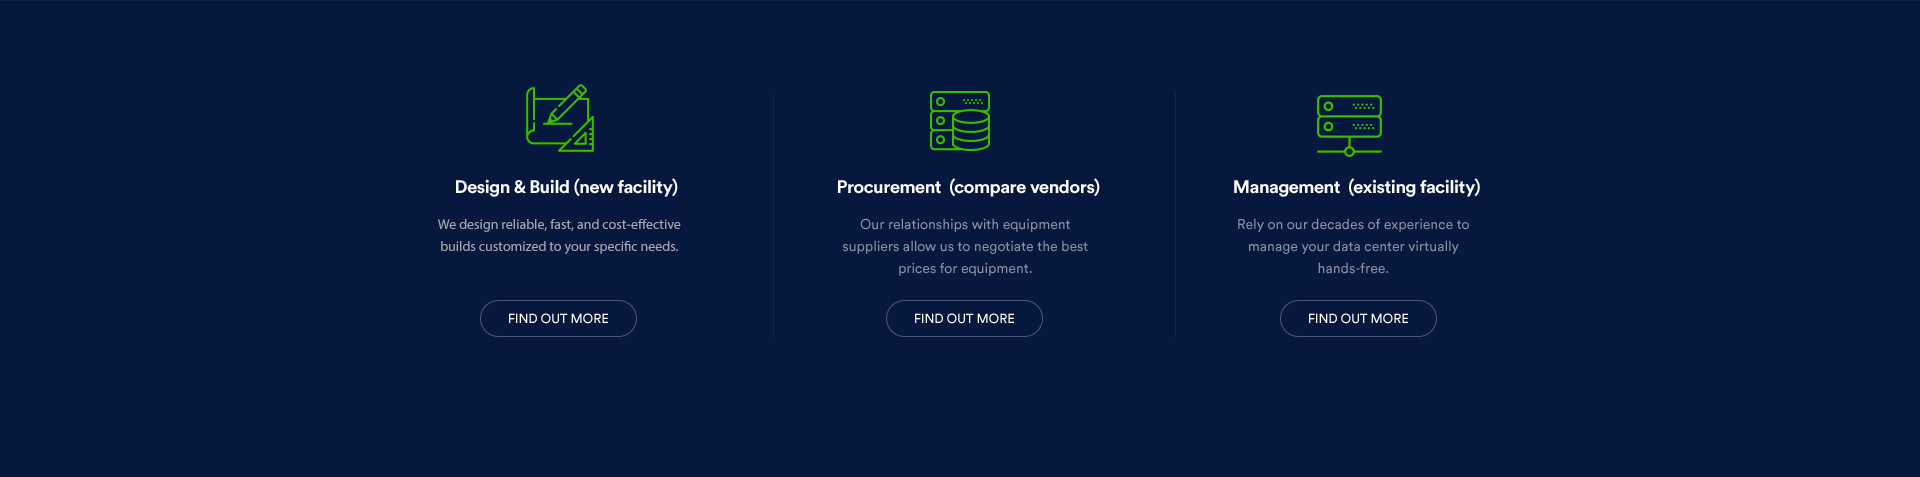 Design & Build (new facility)
We design reliable, fast, and cost-effective
builds customized to your specific needs.
FIND OUT MORE
Procurement  (compare vendors)
Our relationships with equipment
suppliers allow us to negotiate the best
prices for equipment.
FIND OUT MORE
Management  (existing facility)
Rely on our decades of experience to
manage your data center virtually
hands-free.
FIND OUT MORE